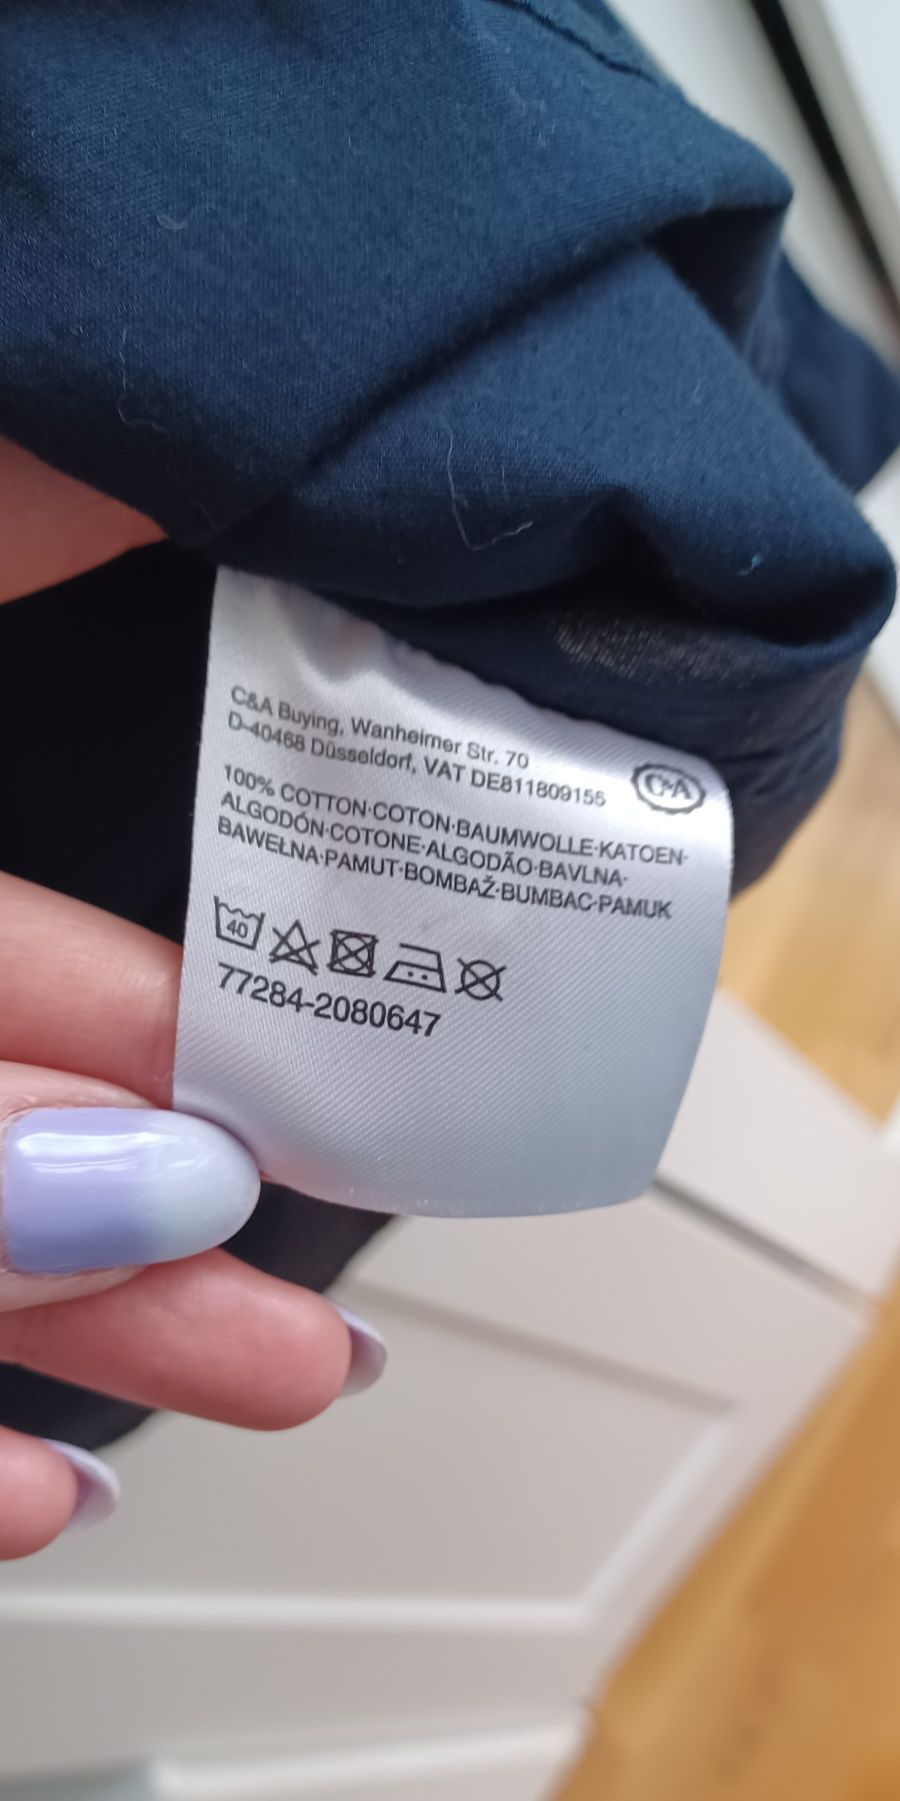 C&A Buying, Wanheimer Str. 70
D-40468 Düsseldorf, VAT DE811809155
C&A
100% COTTON·COTON·BAUMWOLLE·KATOEN·
ALGODÓN·COTONE·ALGODÃO·BAVLNA·
BAWEŁNA·PAMUT·BOMBAŽ·BUMBAC·PAMUK
40
77284-2080647